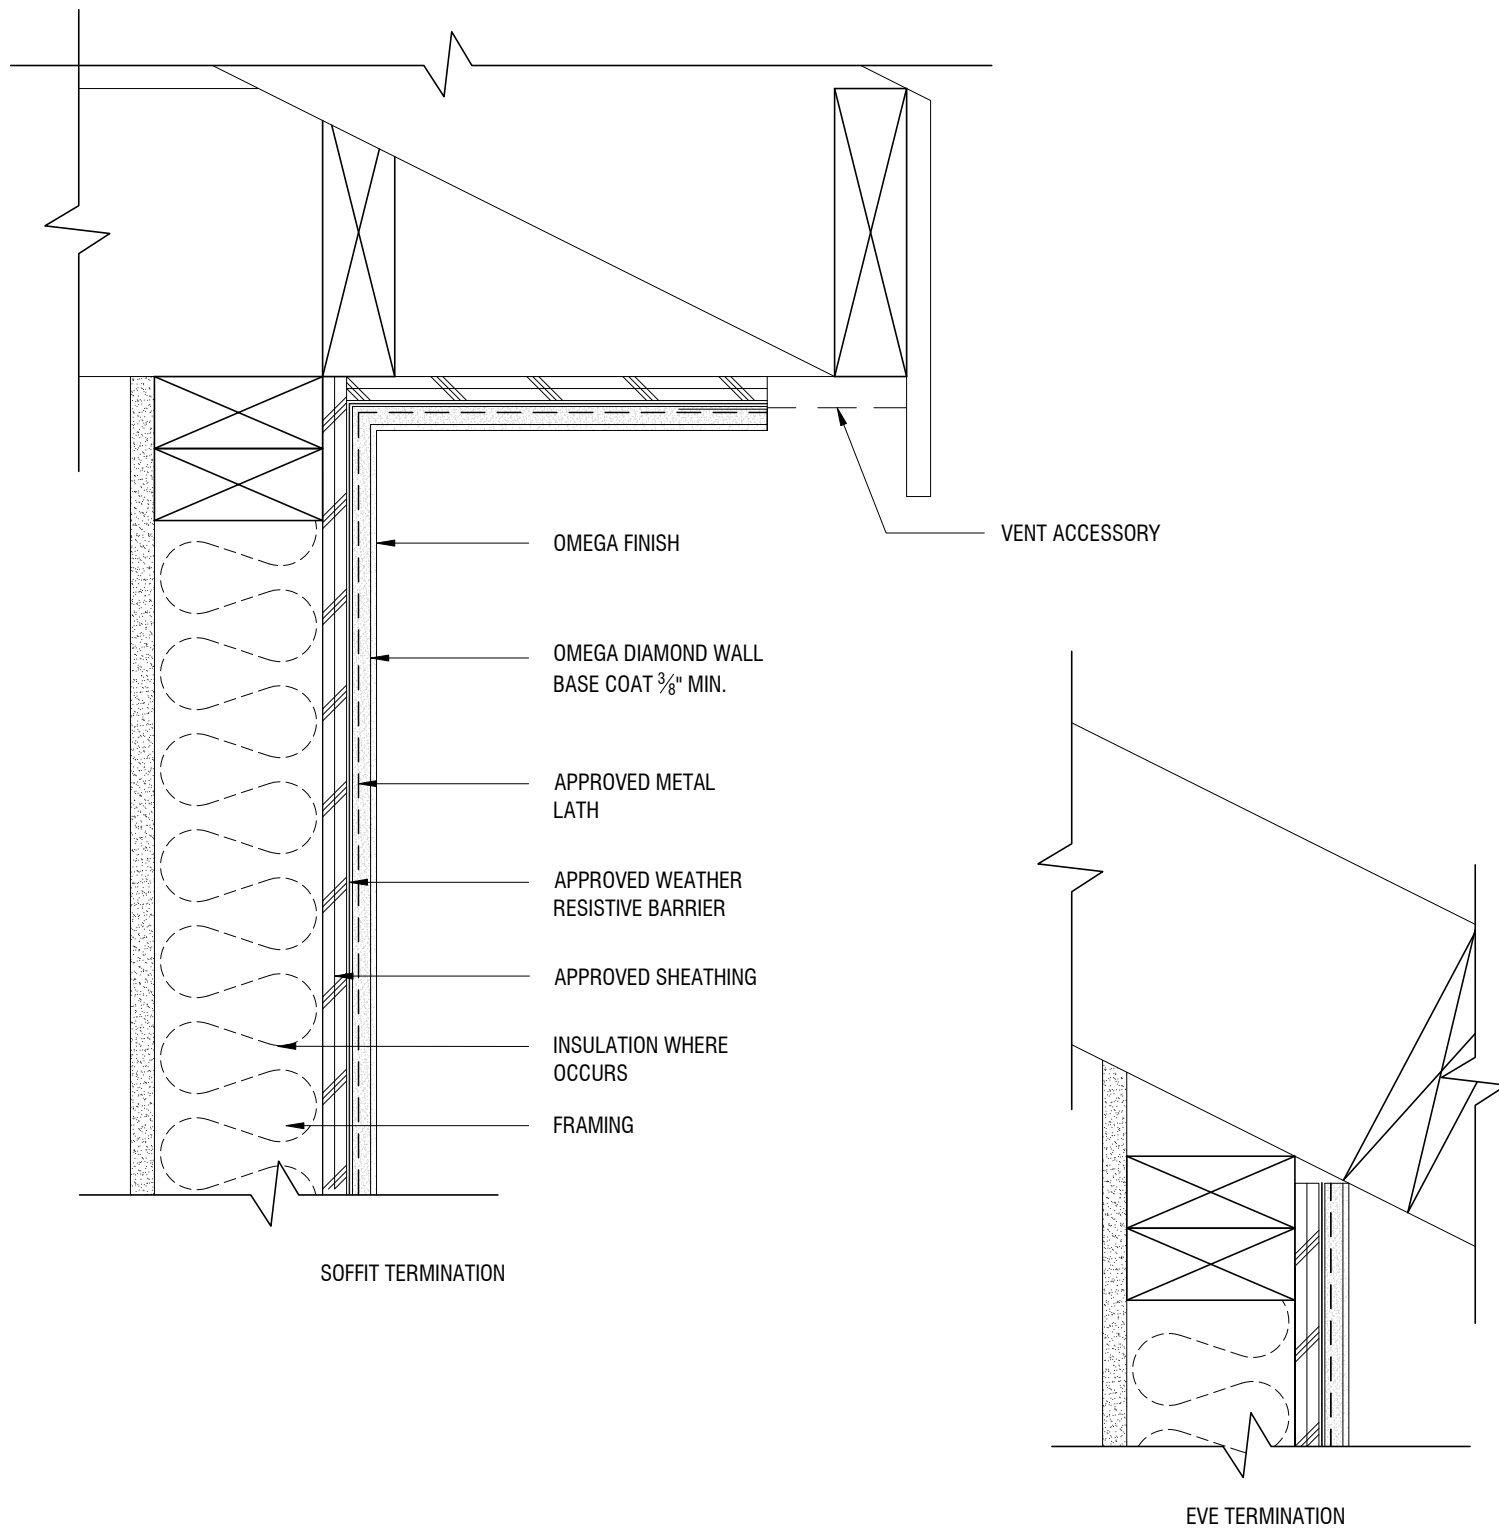 OMEGA FINISH
VENT ACCESSORY
OMEGA DIAMOND WALL
BASE COAT 3⁄8" MIN.
APPROVED METAL
LATH
APPROVED WEATHER
RESISTIVE BARRIER
APPROVED SHEATHING
INSULATION WHERE
OCCURS
FRAMING
SOFFIT TERMINATION
EVE TERMINATION